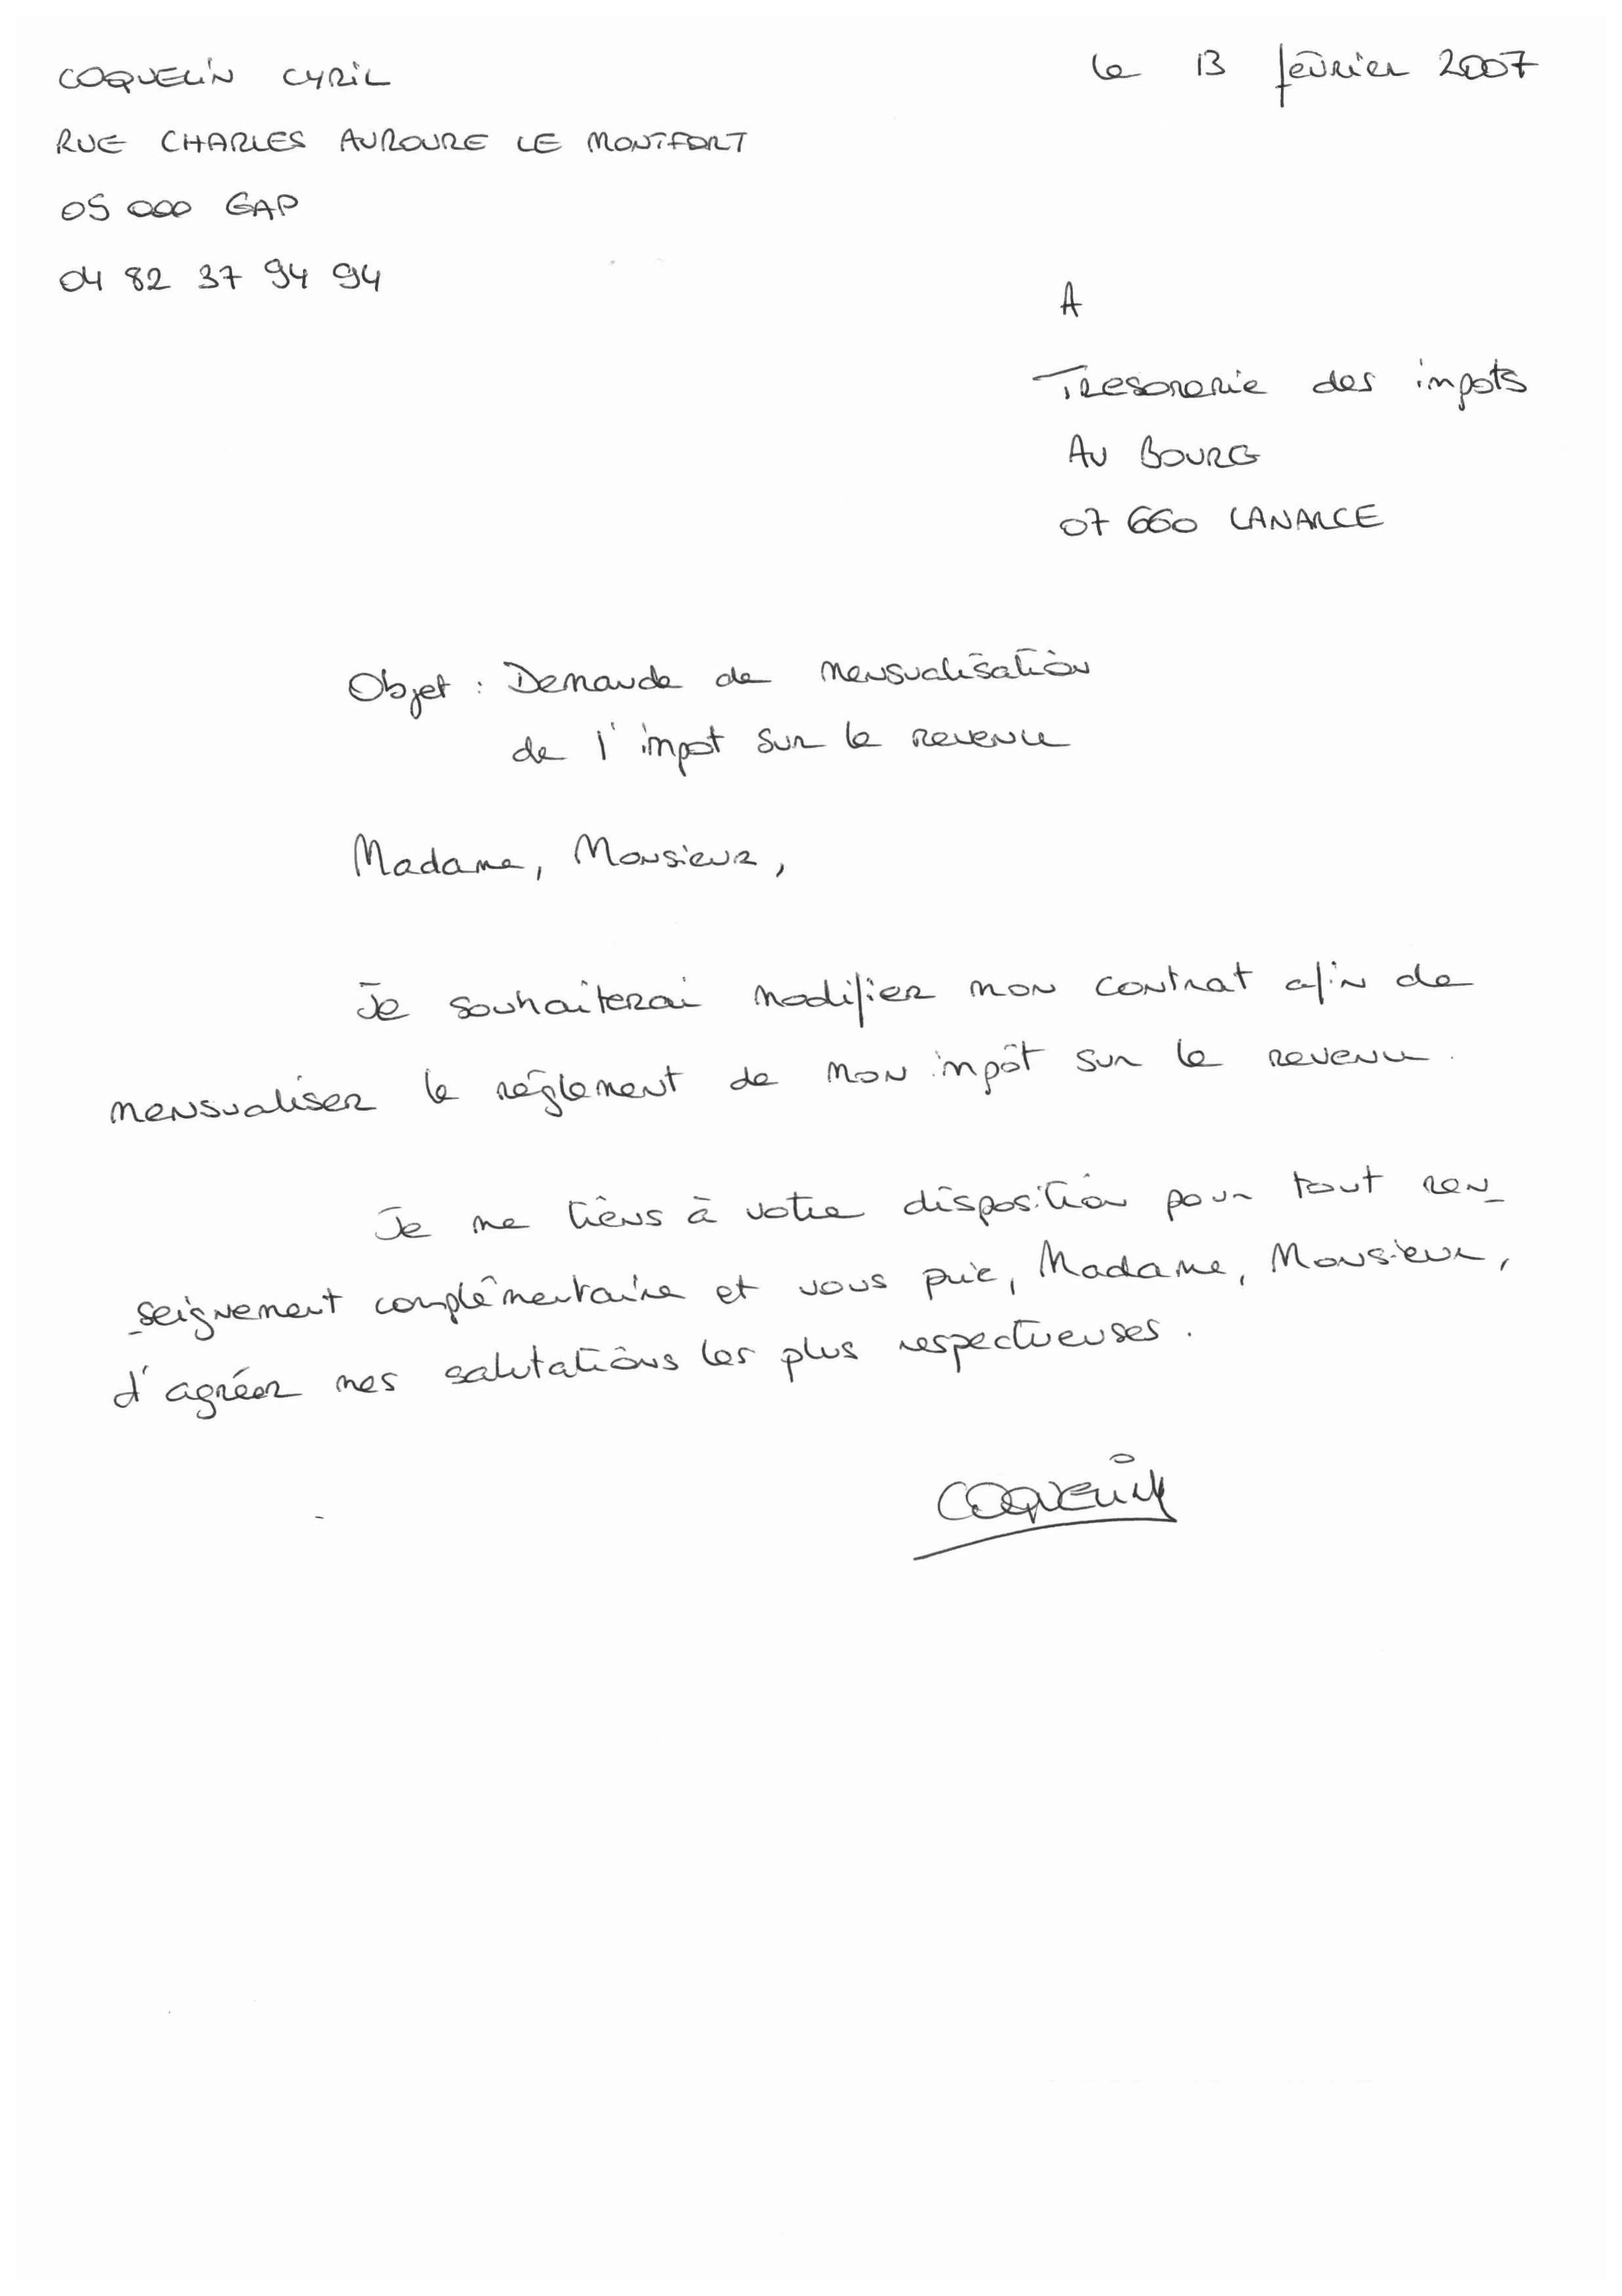 COQUELIN CYRIL
le 13 février 2007
RUE CHARLES AUROURE LE MONTFORT
05 000 GAP
04 82 37 94 94
A
Tresorerie des impots
AU BOURG
07 660 LANARCE
Objet : Demande de mensualisation
de l'impot sur le revenu
Madame, Monsieur,
Je souhaiterai modifier mon contrat afin de
mensualiser le réglement de mon impôt sur le revenu.
Je me tiens à votre disposition pour tout ren_
_seignement complémentaire et vous prie, Madame, Monsieur,
d'agréer mes salutations les plus respectueuses.
COQUELIN